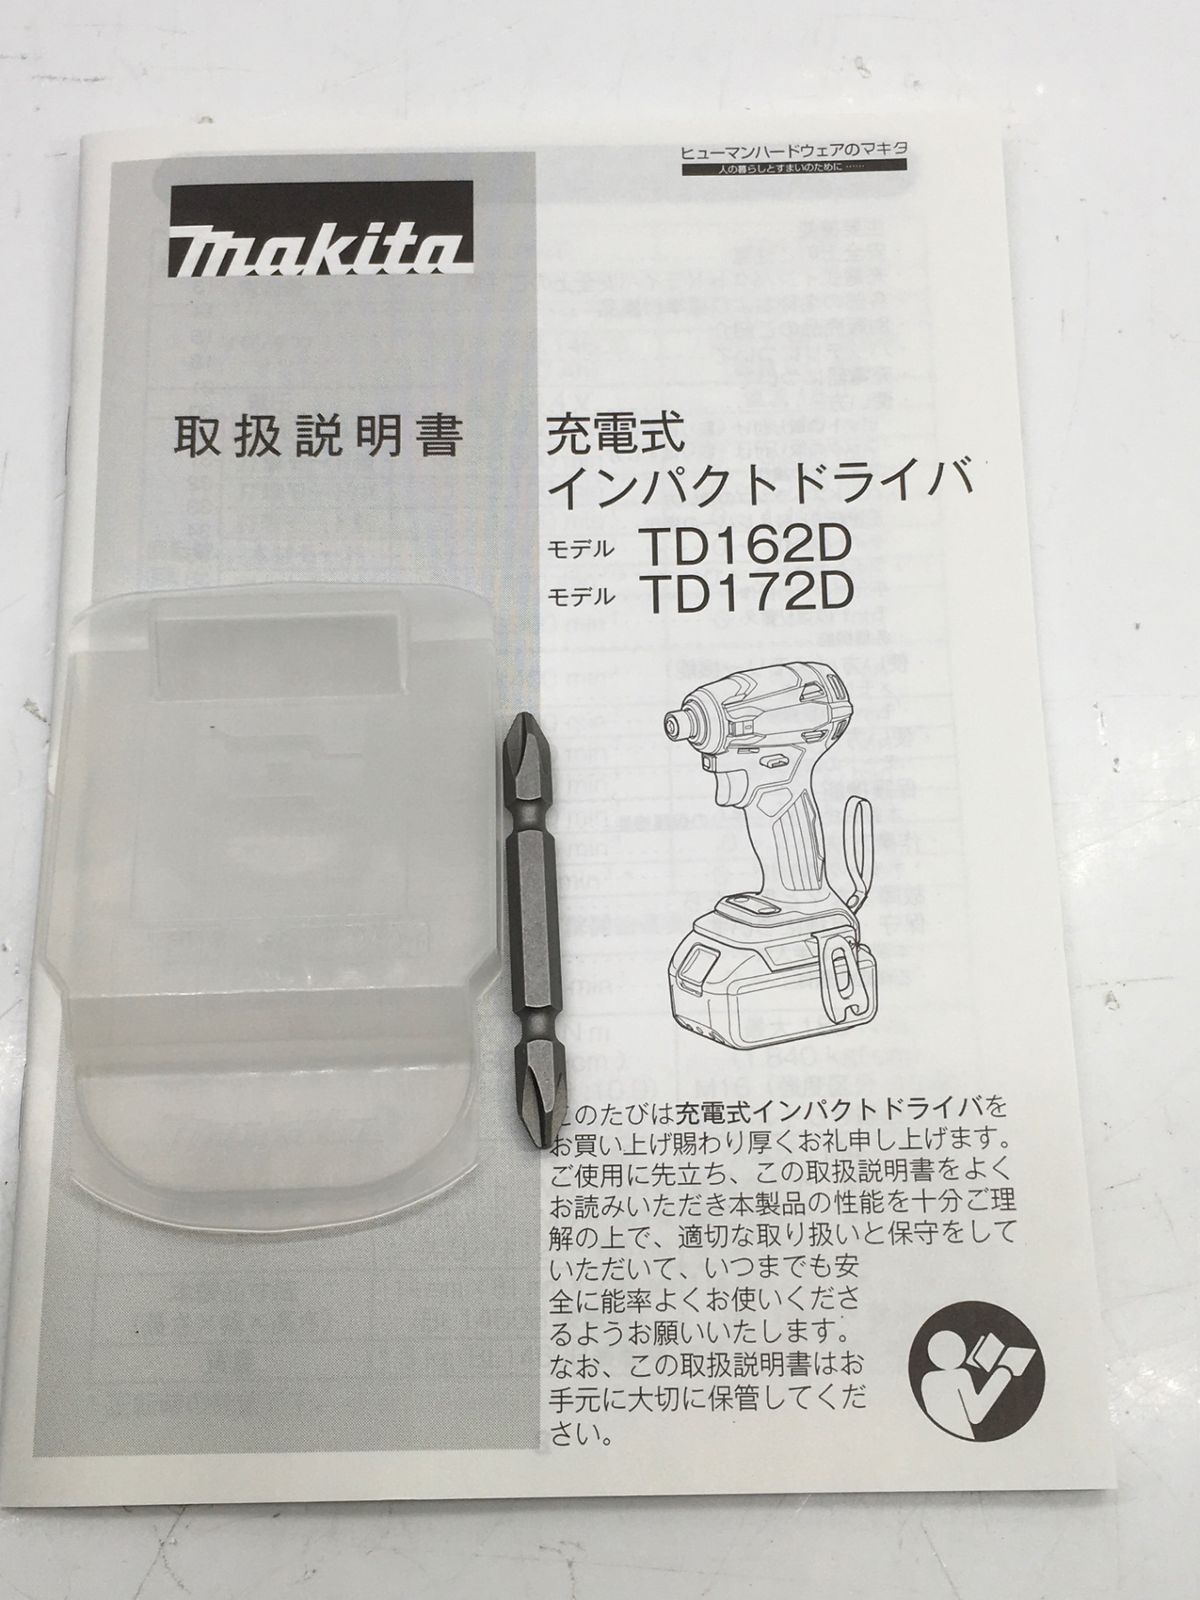 ヒューマンハードウェアのマキタ
人の暮らしとすまいのために ……
makita
取扱説明書
充電式
インパクトドライバ
モデル TD162D
モデル TD172D
このたびは充電式インパクトドライバを
お買い上げ賜わり厚くお礼申し上げます。
ご使用に先立ち、この取扱説明書をよく
お読みいただき本製品の性能を十分ご理
解の上で、適切な取り扱いと保守をして
いただいて、いつまでも安
全に能率よくお使いくださ
るようお願いいたします。
なお、この取扱説明書はお
手元に大切に保管してくだ
さい。